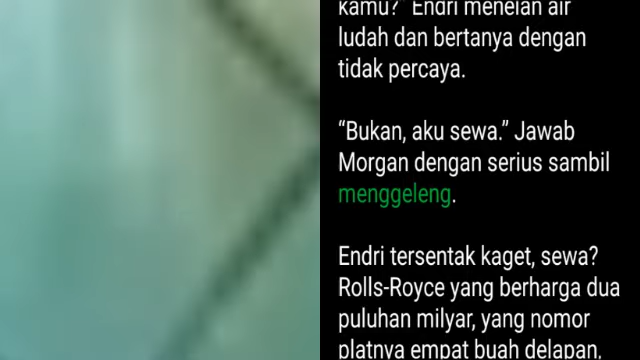 kamu?" Endri menelan air
ludah dan bertanya dengan
tidak percaya.
“Bukan, aku sewa.” Jawab
Morgan dengan serius sambil
menggeleng.
Endri tersentak kaget, sewa?
Rolls-Royce yang berharga dua
puluhan milyar, yang nomor
platnya empat buah delapan,